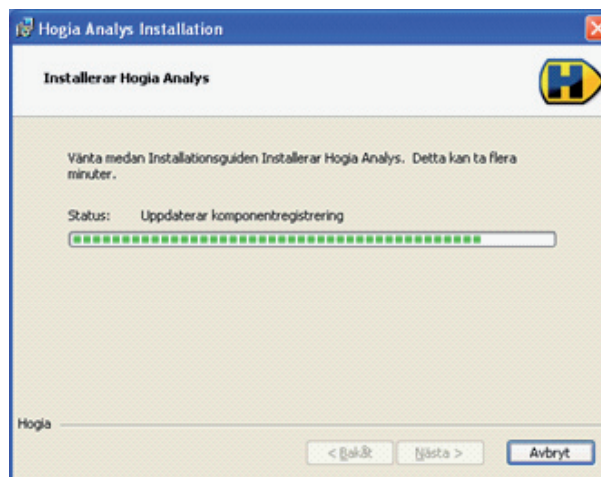 Hogia Analys Installation
Installerar Hogia Analys
H
Vänta medan Installationsguiden Installerar Hogia Analys. Detta kan ta flera
minuter.
Status: Uppdaterar komponentregistrering
Hogia
< Bakåt Nästa > Avbryt